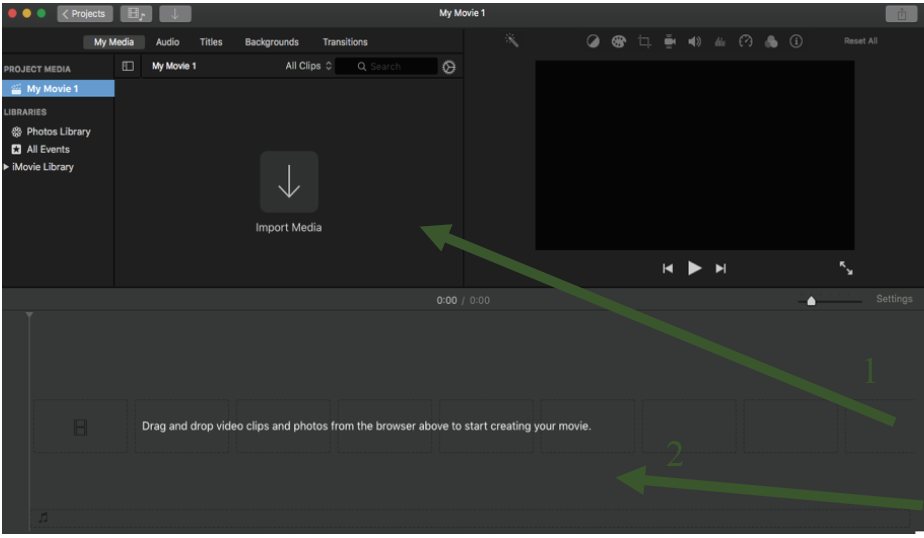 Projects
My Movie 1
My Media Audio Titles Backgrounds Transitions
Reset All
PROJECT MEDIA
My Movie 1 All Clips Search
My Movie 1
LIBRARIES
Photos Library
All Events
iMovie Library
Import Media
0:00 / 0:00
Settings
1
Drag and drop video clips and photos from the browser above to start creating your movie.
2